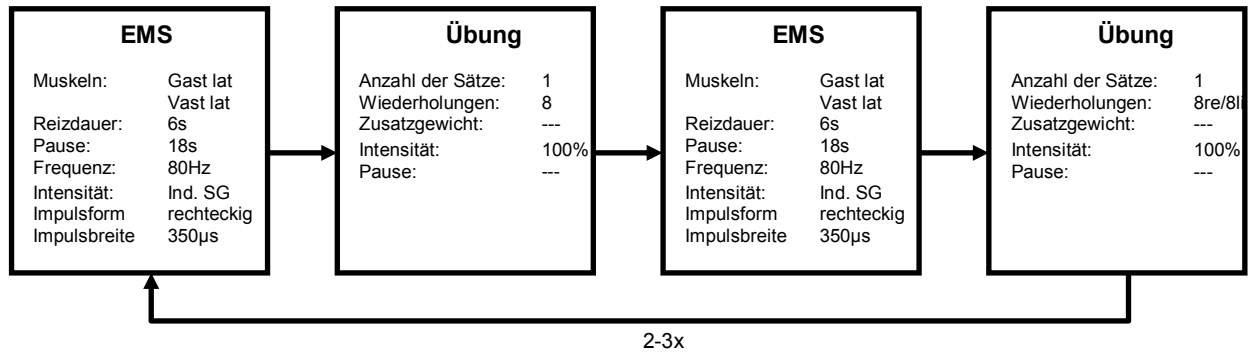 EMS
Muskeln: Gast lat
Vast lat
Reizdauer: 6s
Pause: 18s
Frequenz: 80Hz
Intensität: Ind. SG
Impulsform rechteckig
Impulsbreite 350µs
Übung
Anzahl der Sätze: 1
Wiederholungen: 8
Zusatzgewicht: ---
Intensität: 100%
Pause: ---
EMS
Muskeln: Gast lat
Vast lat
Reizdauer: 6s
Pause: 18s
Frequenz: 80Hz
Intensität: Ind. SG
Impulsform rechteckig
Impulsbreite 350µs
Übung
Anzahl der Sätze: 1
Wiederholungen: 8re/8li
Zusatzgewicht: ---
Intensität: 100%
Pause: ---
2-3x